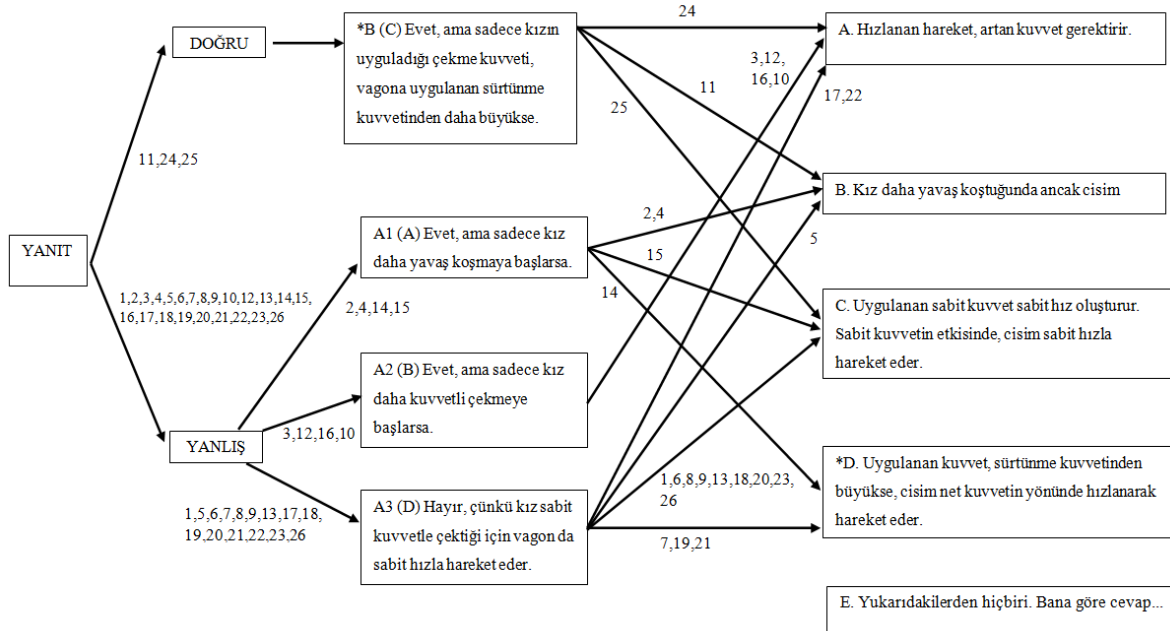 YANIT
DOĞRU
11,24,25
1,2,3,4,5,6,7,8,9,10,12,13,14,15,
16,17,18,19,20,21,22,23,26
YANLIŞ
*B (C) Evet, ama sadece kızın
uyguladığı çekme kuvveti,
vagona uygulanan sürtünme
kuvvetinden daha büyükse.
A1 (A) Evet, ama sadece kız
daha yavaş koşmaya başlarsa.
2,4,14,15
A2 (B) Evet, ama sadece kız
daha kuvvetli çekmeye
başlarsa.
3,12,16,10
A3 (D) Hayır, çünkü kız sabit
kuvvetle çektiği için vagon da
sabit hızla hareket eder.
1,5,6,7,8,9,13,17,18,
19,20,21,22,23,26
24
11
25
3,12,
16,10
17,22
2,4
15
14
5
1,6,8,9,13,18,20,23,
26
7,19,21
A. Hızlanan hareket, artan kuvvet gerektirir.
B. Kız daha yavaş koştuğunda ancak cisim
C. Uygulanan sabit kuvvet sabit hız oluşturur.
Sabit kuvvetin etkisinde, cisim sabit hızla
hareket eder.
*D. Uygulanan kuvvet, sürtünme kuvvetinden
büyükse, cisim net kuvvetin yönünde hızlanarak
hareket eder.
E. Yukarıdakilerden hiçbiri. Bana göre cevap...